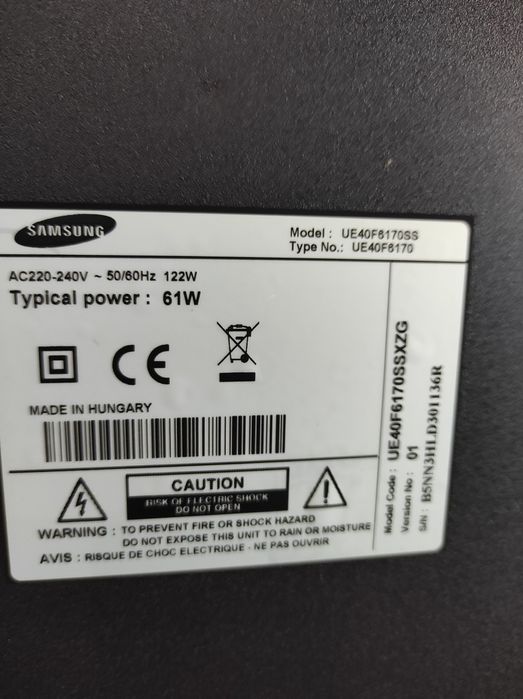 SAMSUNG
Model : UE40F6170SS
Type No.: UE40F6170
AC220-240V ~ 50/60Hz 122W
Typical power : 61W
CE
MADE IN HUNGARY
CAUTION
RISK OF ELECTRIC SHOCK
DO NOT OPEN
WARNING : TO PREVENT FIRE OR SHOCK HAZARD
DO NOT EXPOSE THIS UNIT TO RAIN OR MOISTURE
AVIS : RISQUE DE CHOC ELECTRIQUE - NE PAS OUVRIR
Model Code : UE40F6170SSXZG
Version No : 01
S/N : B5NN3HLD301136R